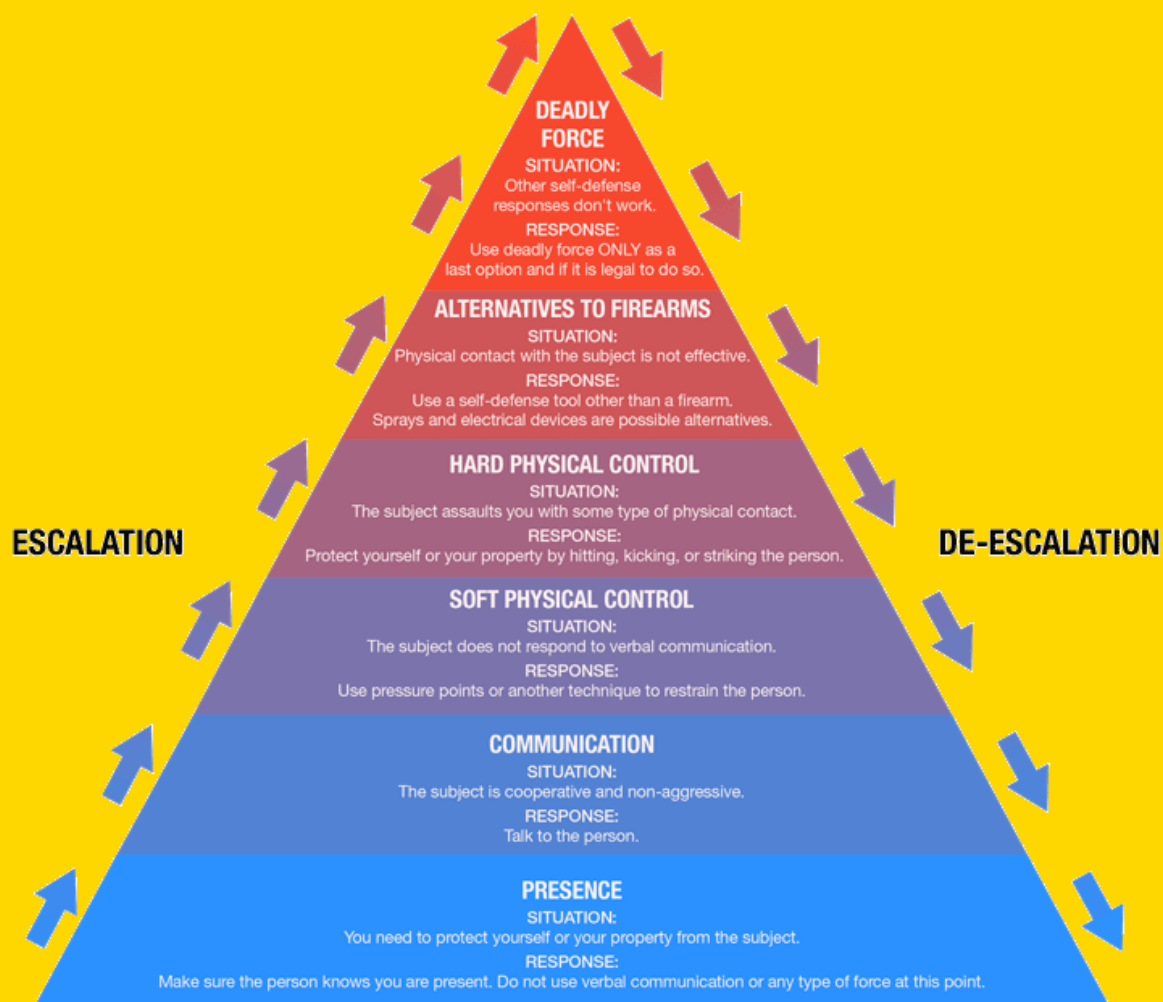 DEADLY
FORCE
SITUATION:
Other self-defense
responses don't work.
RESPONSE:
Use deadly force ONLY as a
last option and if it is legal to do so.
ALTERNATIVES TO FIREARMS
SITUATION:
Physical contact with the subject is not effective.
RESPONSE:
Use a self-defense tool other than a firearm.
Sprays and electrical devices are possible alternatives.
HARD PHYSICAL CONTROL
SITUATION:
The subject assaults you with some type of physical contact.
RESPONSE:
Protect yourself or your property by hitting, kicking, or striking the person.
ESCALATION
DE-ESCALATION
SOFT PHYSICAL CONTROL
SITUATION:
The subject does not respond to verbal communication.
RESPONSE:
Use pressure points or another technique to restrain the person.
COMMUNICATION
SITUATION:
The subject is cooperative and non-aggressive.
RESPONSE:
Talk to the person.
PRESENCE
SITUATION:
You need to protect yourself or your property from the subject.
RESPONSE:
Make sure the person knows you are present. Do not use verbal communication or any type of force at this point.